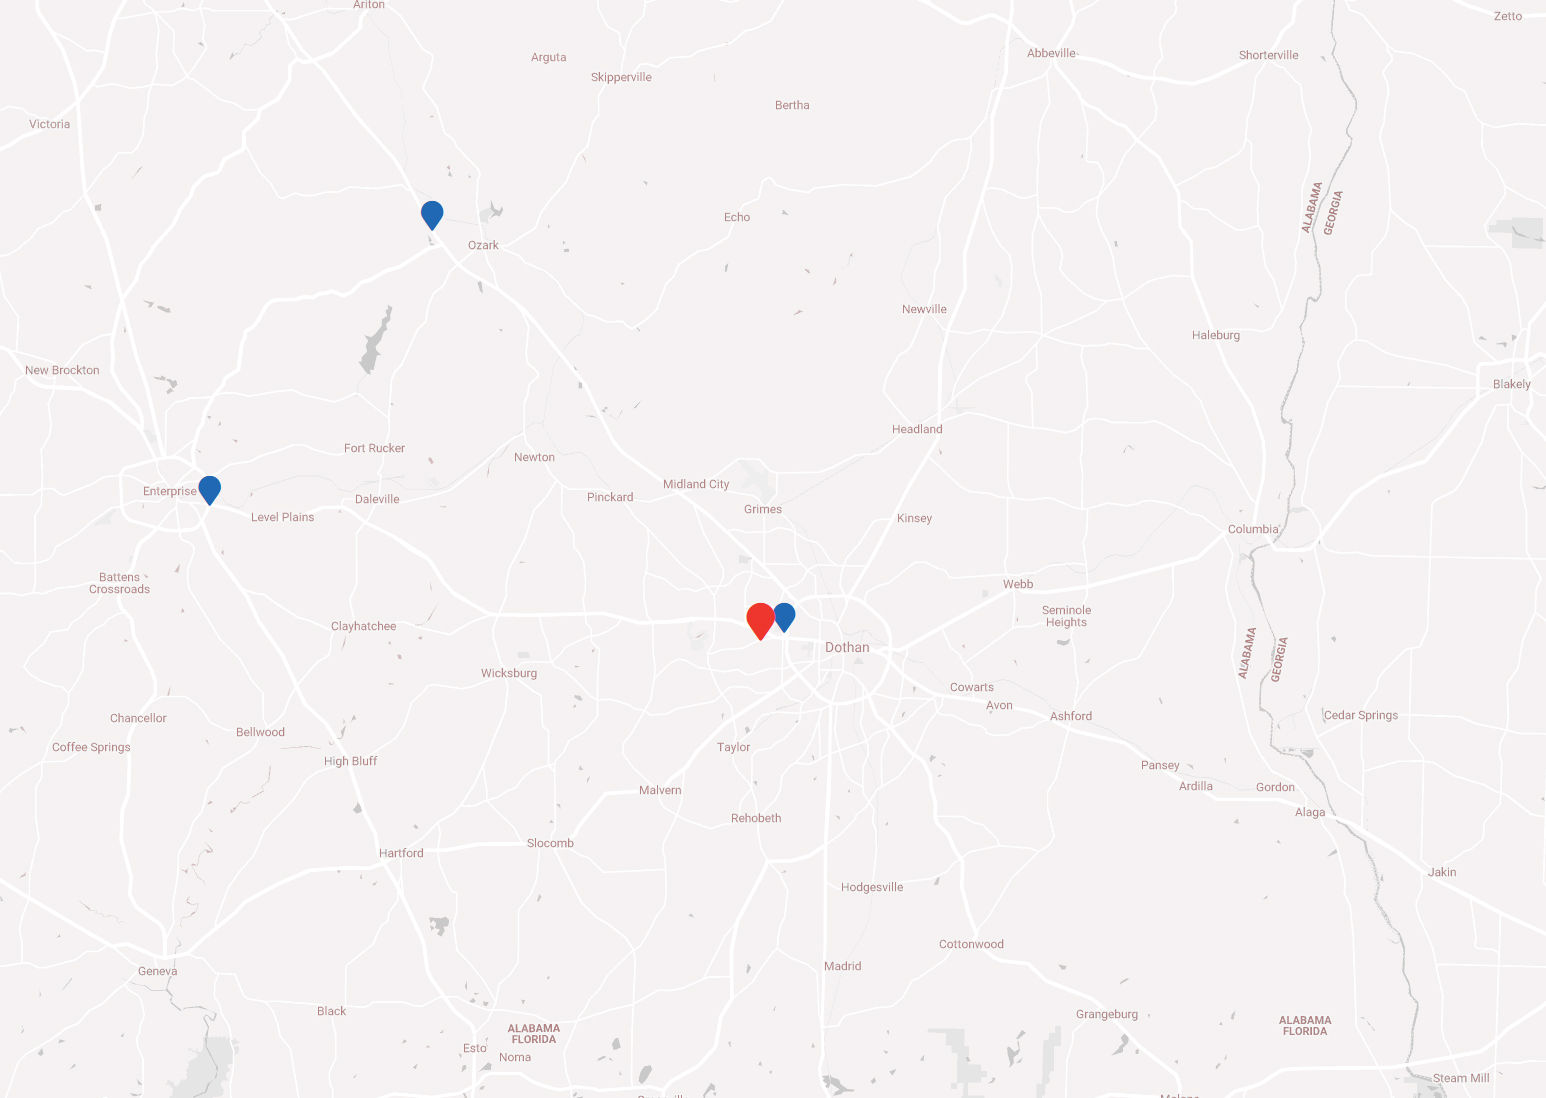 Ariton
Zetto
Abbeville
Shorterville
Arguta
Skipperville
Bertha
Victoria
ALABAMA
GEORGIA
Echo
Ozark
Newville
Haleburg
New Brockton
Blakely
Headland
Fort Rucker
Newton
Midland City
Enterprise
Daleville
Pinckard
Grimes
Level Plains
Kinsey
Columbia
Battens
Crossroads
Webb
Seminole
Heights
Clayhatchee
Dothan
ALABAMA
GEORGIA
Wicksburg
Cowarts
Avon
Ashford
Cedar Springs
Chancellor
Bellwood
Coffee Springs
Taylor
High Bluff
Pansey
Ardilla
Gordon
Malvern
Alaga
Rehobeth
Slocomb
Hartford
Jakin
Hodgesville
Cottonwood
Madrid
Geneva
Black
Grangeburg
ALABAMA
FLORIDA
ALABAMA
FLORIDA
Esto
Noma
Steam Mill